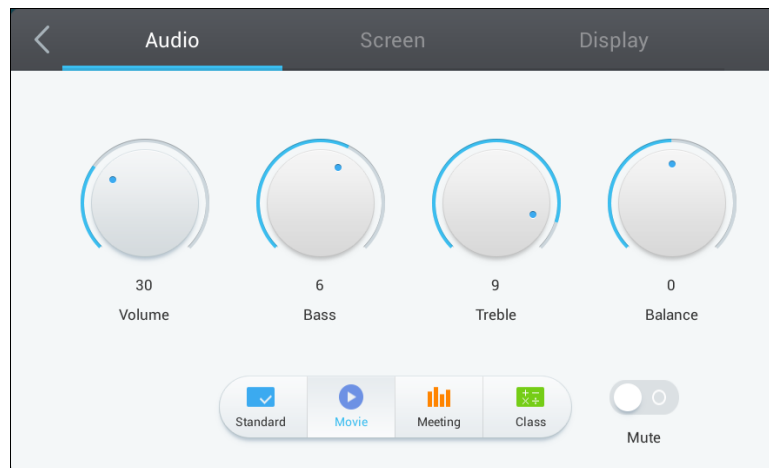 Audio Screen Display
30 6 9 0
Volume Bass Treble Balance
Standard Movie Meeting Class
Mute